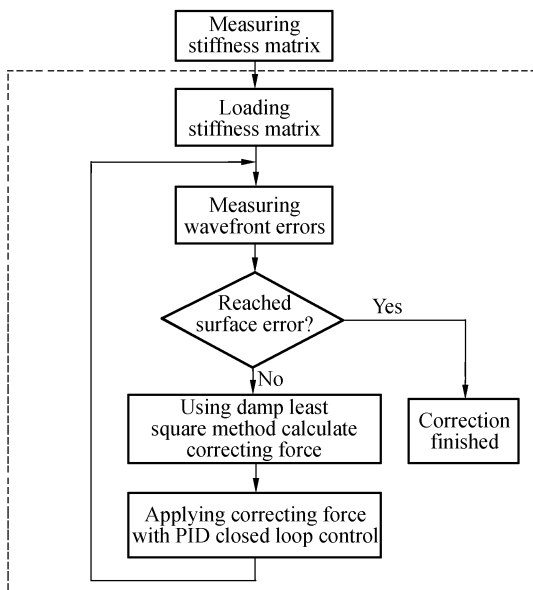 Measuring
stiffness matrix
Loading
stiffness matrix
Measuring
wavefront errors
Reached
surface error?
Yes
No
Using damp least
square method calculate
correcting force
Correction
finished
Applying correcting force
with PID closed loop control